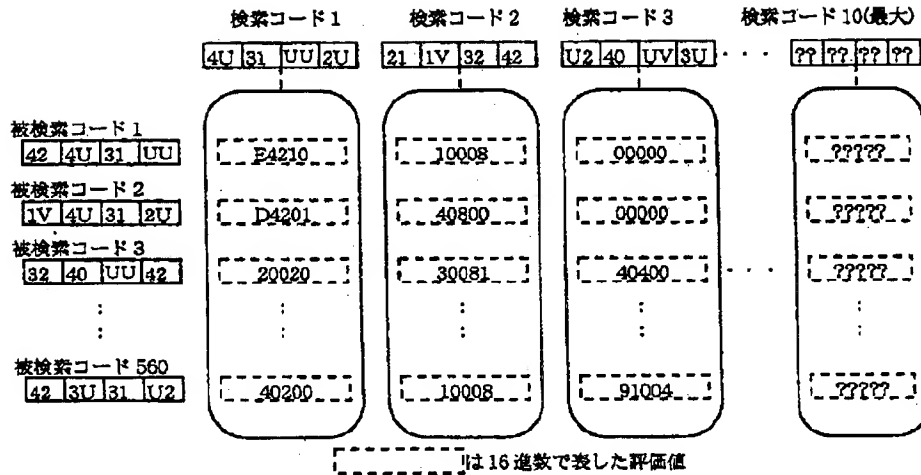 検索コード 1 検索コード 2 検索コード 3 検索コード 10(最大)
4U 31 UU 2U 21 1V 32 42 U2 40 UV 3U ・・・ ?? ?? ?? ??
被検索コード 1
42 4U 31 UU E4210 10008 00000 ?????
被検索コード 2
1V 4U 31 2U D4201 40800 00000 ?????
被検索コード 3
32 40 UU 42 20020 30081 40400 ・・・ ?????
被検索コード 560
42 3U 31 U2 40200 10008 91004 ?????
は16進数で表した評価値